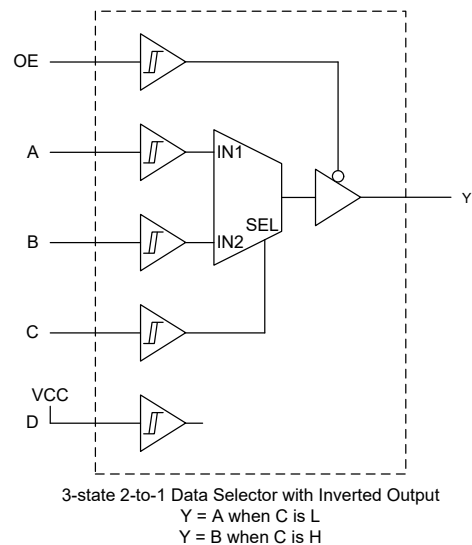 OE
A
IN1
Y
SEL
B
IN2
C
VCC
D
3-state 2-to-1 Data Selector with Inverted Output
Y = A when C is L
Y = B when C is H